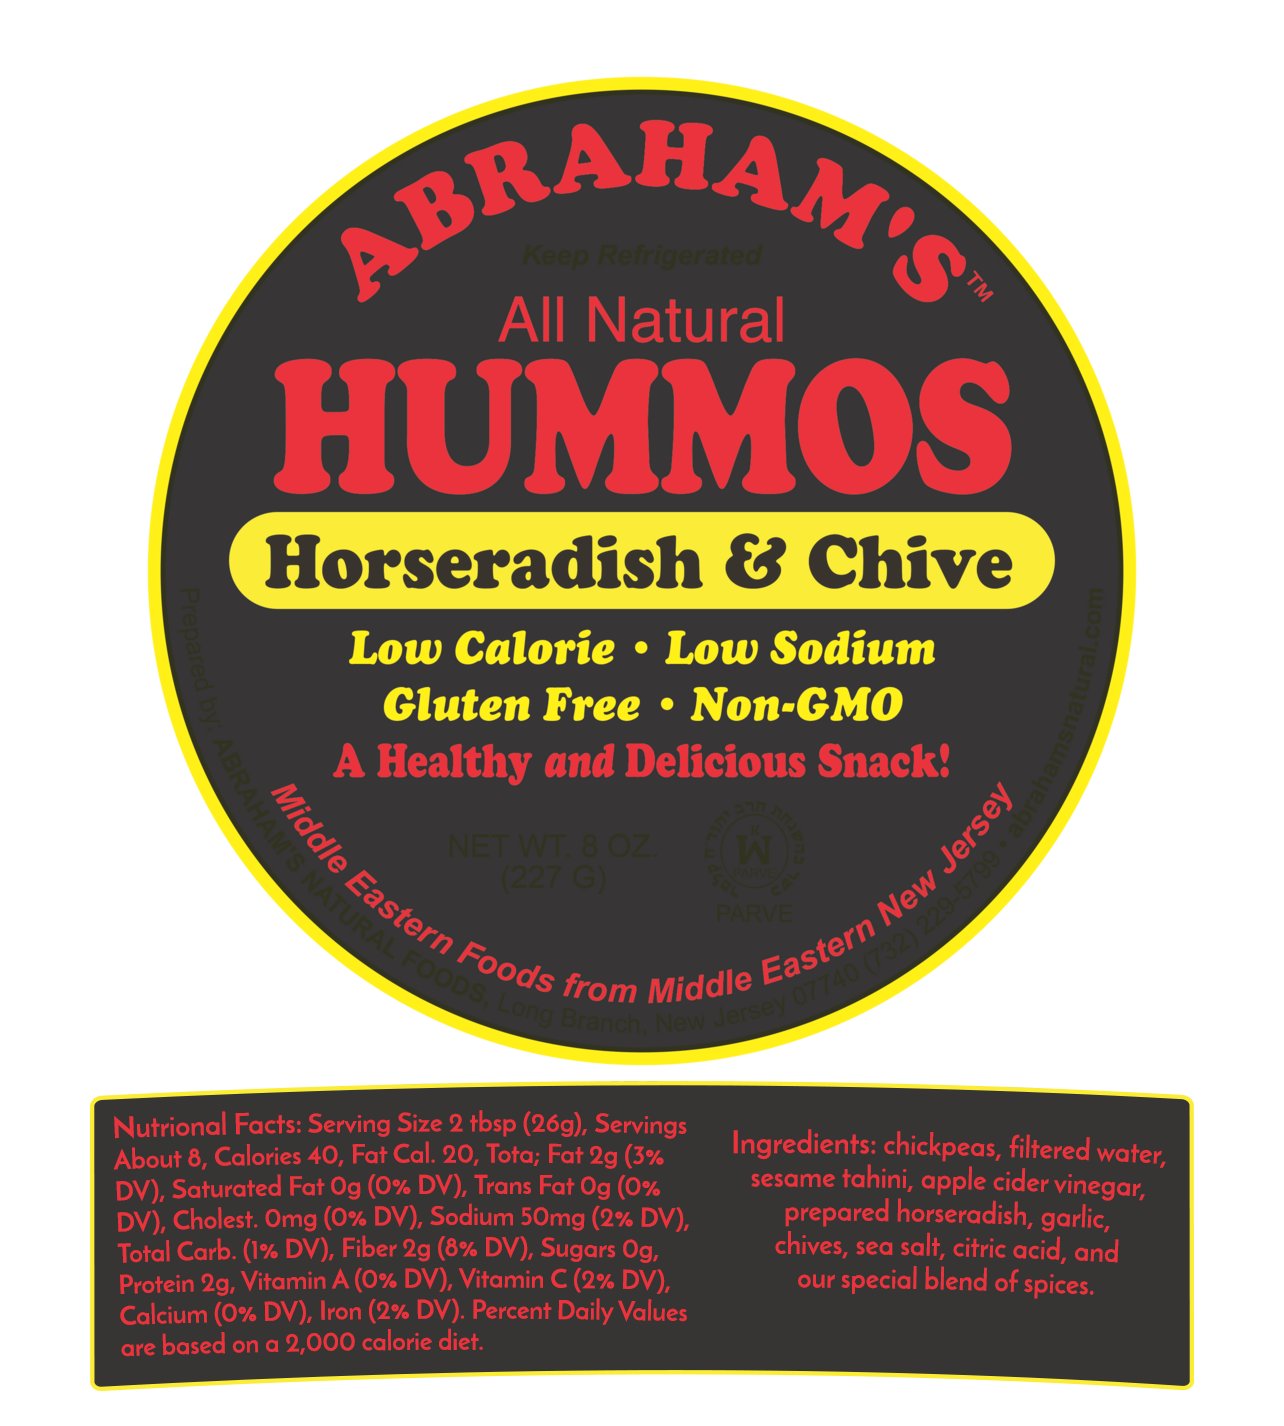 ABRAHAM'S™
Keep Refrigerated
All Natural
HUMMOS
Horseradish & Chive
Low Calorie • Low Sodium
Gluten Free • Non-GMO
A Healthy and Delicious Snack!
NET WT. 8 OZ.
(227 G)
K
PARVE
PARVE
Middle Eastern Foods from Middle Eastern New Jersey
Prepared by: ABRAHAM'S NATURAL FOODS, Long Branch, New Jersey 07740 (732) 229-5799 • abrahamsnatural.com
Nutrional Facts: Serving Size 2 tbsp (26g), Servings
About 8, Calories 40, Fat Cal. 20, Tota; Fat 2g (3%
DV), Saturated Fat 0g (0% DV), Trans Fat 0g (0%
DV), Cholest. 0mg (0% DV), Sodium 50mg (2% DV),
Total Carb. (1% DV), Fiber 2g (8% DV), Sugars 0g,
Protein 2g, Vitamin A (0% DV), Vitamin C (2% DV),
Calcium (0% DV), Iron (2% DV). Percent Daily Values
are based on a 2,000 calorie diet.
Ingredients: chickpeas, filtered water,
sesame tahini, apple cider vinegar,
prepared horseradish, garlic,
chives, sea salt, citric acid, and
our special blend of spices.